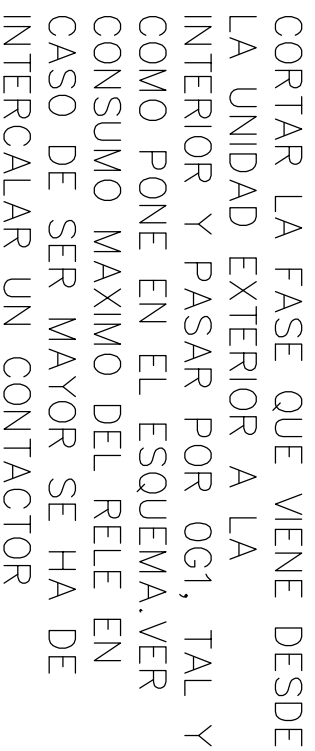 CORTAR LA FASE QUE VIENE DESDE
LA UNIDAD EXTERIOR A LA
INTERIOR Y PASAR POR OG1, TAL Y
COMO PONE EN EL ESQUEMA.VER
CONSUMO MAXIMO DEL RELE EN
CASO DE SER MAYOR SE HA DE
INTERCALAR UN CONTACTOR